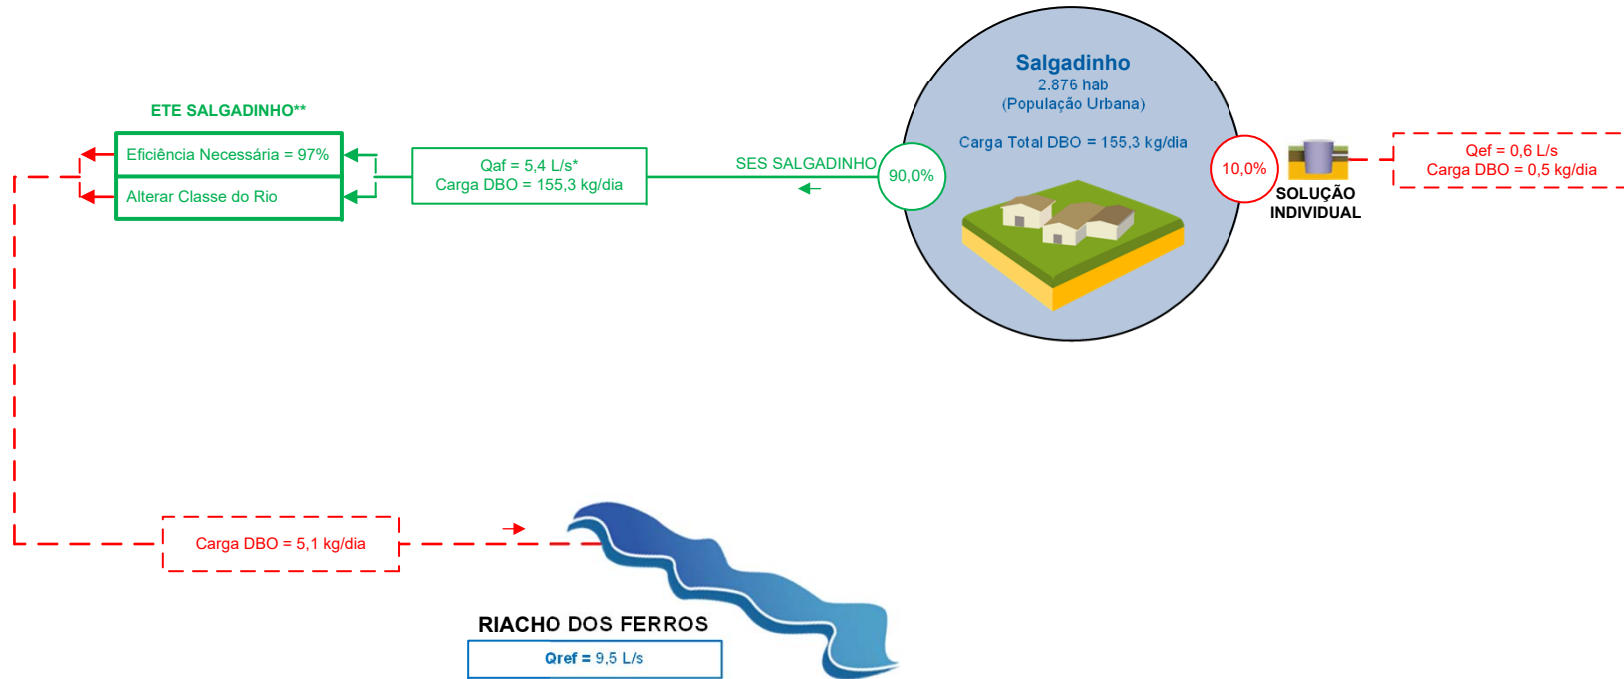 Salgadinho
2.876 hab
(População Urbana)
Carga Total DBO = 155,3 kg/dia
ETE SALGADINHO**
Eficiência Necessária = 97%
Alterar Classe do Rio
Qaf = 5,4 L/s*
Carga DBO = 155,3 kg/dia
SES SALGADINHO
90,0%
10,0%
SOLUÇÃO
INDIVIDUAL
Qef = 0,6 L/s
Carga DBO = 0,5 kg/dia
Carga DBO = 5,1 kg/dia
RIACHO DOS FERROS
Qref = 9,5 L/s